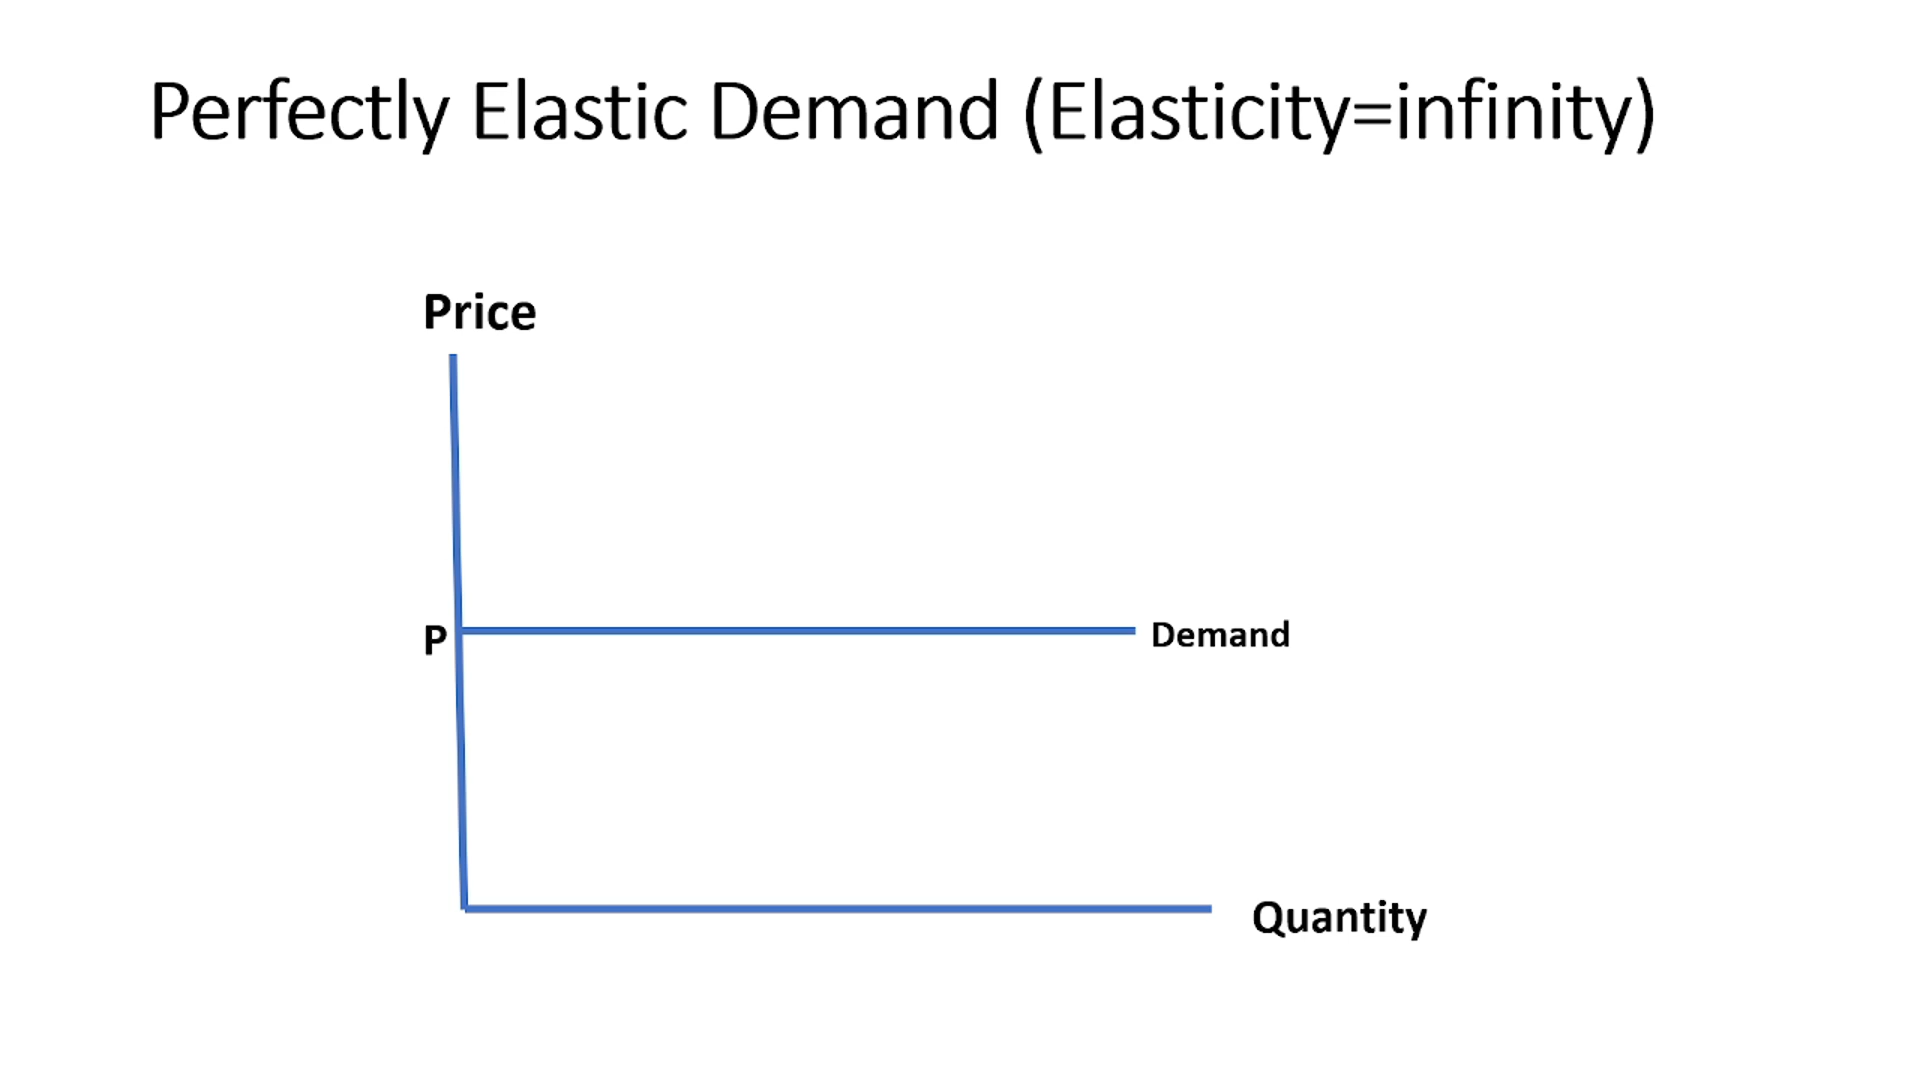 Perfectly Elastic Demand (Elasticity=infinity)
Price
P
Demand
Quantity